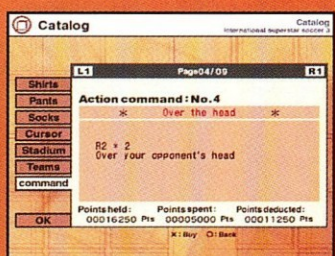 Catalog
Catalog
International superstar soccer 3
L1 Page04/09 R1
Shirts
Pants
Socks
Cursor
Stadium
Teams
command
OK
Action command:No.4
* Over the head *
R2 × 2
Over your opponent's head
Points held: Points spent: Points deducted:
00016250 Pts 00005000 Pts 00011250 Pts
×:Buy O:Back